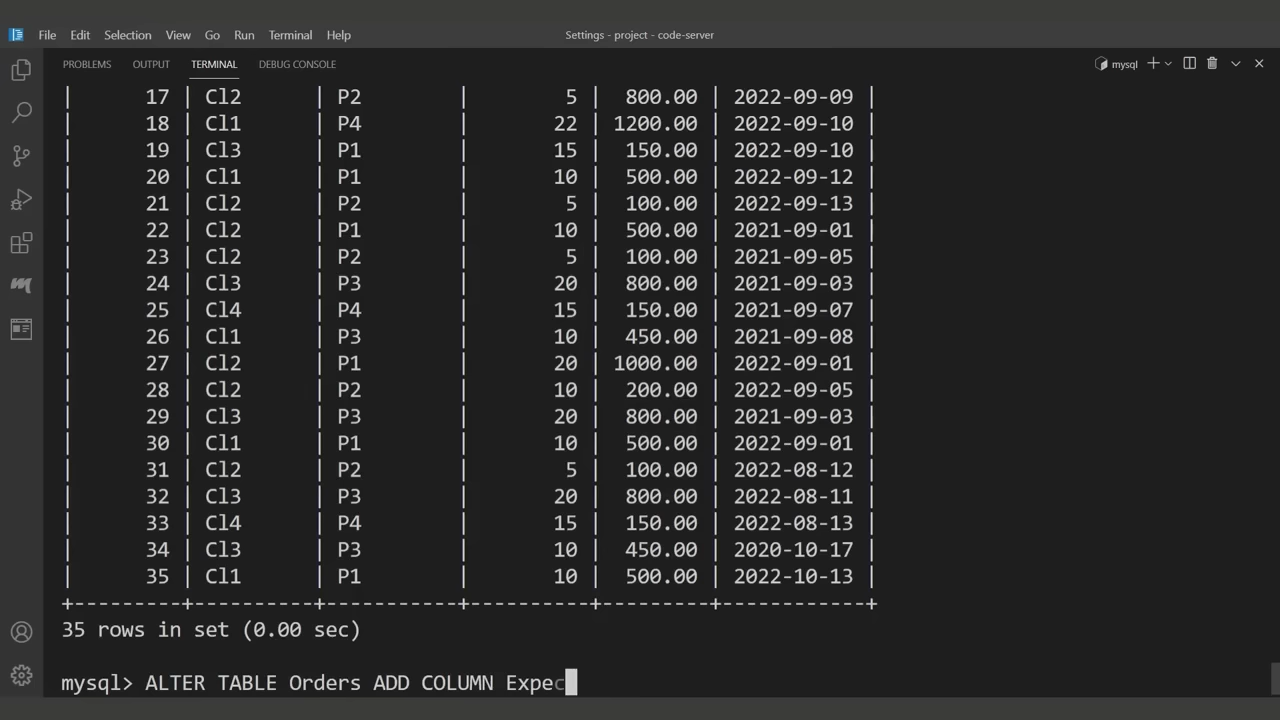 File Edit Selection View Go Run Terminal Help Settings - project - code-server
PROBLEMS OUTPUT TERMINAL DEBUG CONSOLE mysql
| 17 | Cl2 | P2 | 5 | 800.00 | 2022-09-09 |
| 18 | Cl1 | P4 | 22 | 1200.00 | 2022-09-10 |
| 19 | Cl3 | P1 | 15 | 150.00 | 2022-09-10 |
| 20 | Cl1 | P1 | 10 | 500.00 | 2022-09-12 |
| 21 | Cl2 | P2 | 5 | 100.00 | 2022-09-13 |
| 22 | Cl2 | P1 | 10 | 500.00 | 2021-09-01 |
| 23 | Cl2 | P2 | 5 | 100.00 | 2021-09-05 |
| 24 | Cl3 | P3 | 20 | 800.00 | 2021-09-03 |
| 25 | Cl4 | P4 | 15 | 150.00 | 2021-09-07 |
| 26 | Cl1 | P3 | 10 | 450.00 | 2021-09-08 |
| 27 | Cl2 | P1 | 20 | 1000.00 | 2022-09-01 |
| 28 | Cl2 | P2 | 10 | 200.00 | 2022-09-05 |
| 29 | Cl3 | P3 | 20 | 800.00 | 2021-09-03 |
| 30 | Cl1 | P1 | 10 | 500.00 | 2022-09-01 |
| 31 | Cl2 | P2 | 5 | 100.00 | 2022-08-12 |
| 32 | Cl3 | P3 | 20 | 800.00 | 2022-08-11 |
| 33 | Cl4 | P4 | 15 | 150.00 | 2022-08-13 |
| 34 | Cl3 | P3 | 10 | 450.00 | 2020-10-17 |
| 35 | Cl1 | P1 | 10 | 500.00 | 2022-10-13 |
+---------+----------+-----------+----------+---------+------------+
35 rows in set (0.00 sec)
mysql> ALTER TABLE Orders ADD COLUMN Expec